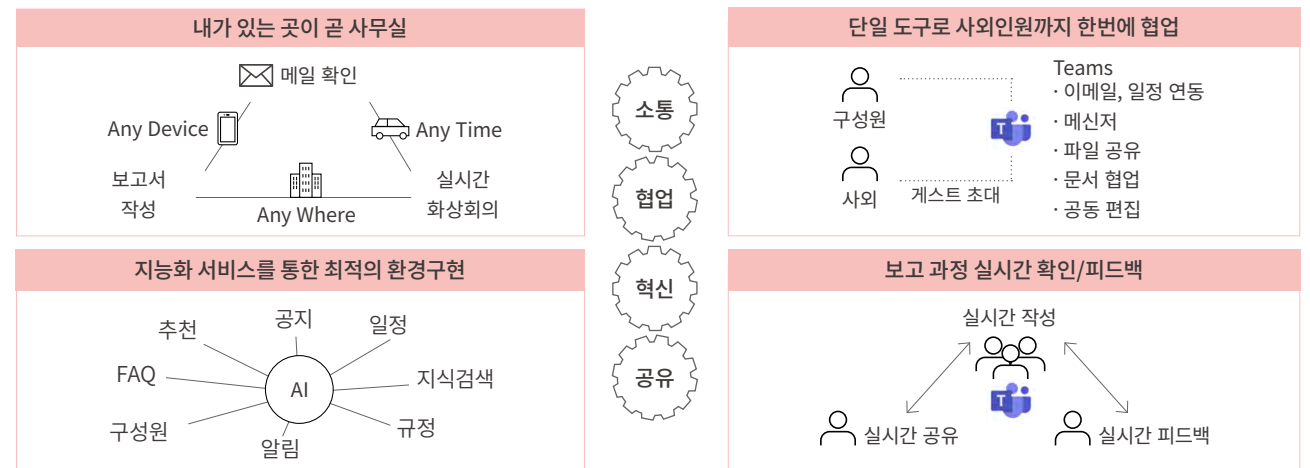 내가 있는 곳이 곧 사무실
메일 확인
Any Device
Any Time
보고서
작성
Any Where
실시간
화상회의
소통
협업
혁신
공유
단일 도구로 사외인원까지 한번에 협업
구성원
사외
게스트 초대
T
Teams
· 이메일, 일정 연동
· 메신저
· 파일 공유
· 문서 협업
· 공동 편집
지능화 서비스를 통한 최적의 환경구현
추천
공지
일정
FAQ
AI
지식검색
구성원
알림
규정
보고 과정 실시간 확인/피드백
실시간 작성
T
실시간 공유
실시간 피드백